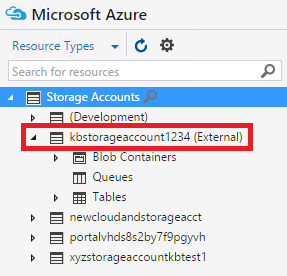 Microsoft Azure
Resource Types
Search for resources
Storage Accounts
(Development)
kbstorageaccount1234 (External)
Blob Containers
Queues
Tables
newcloudandstorageacct
portalvhds8s2by7f9pgyvh
xyzstorageaccountkbtest1